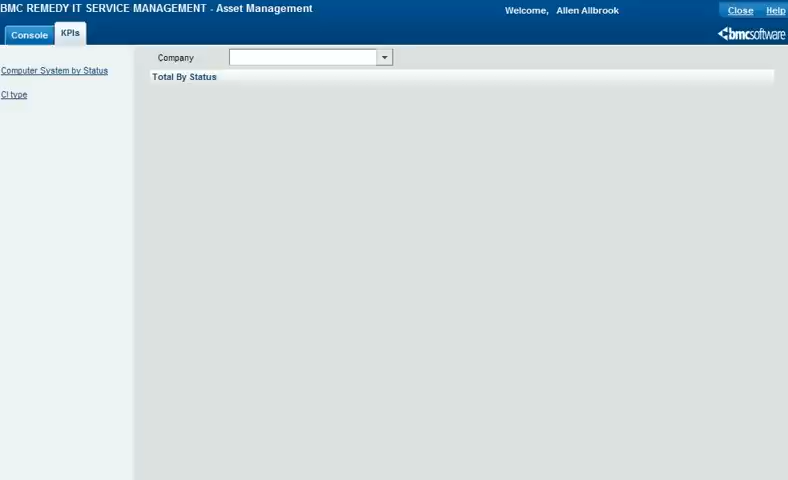 BMC REMEDY IT SERVICE MANAGEMENT - Asset Management
Welcome, Allen Allbrook
Close Help
Console KPIs
bmcsoftware
Company
Computer System by Status
Total By Status
CI type